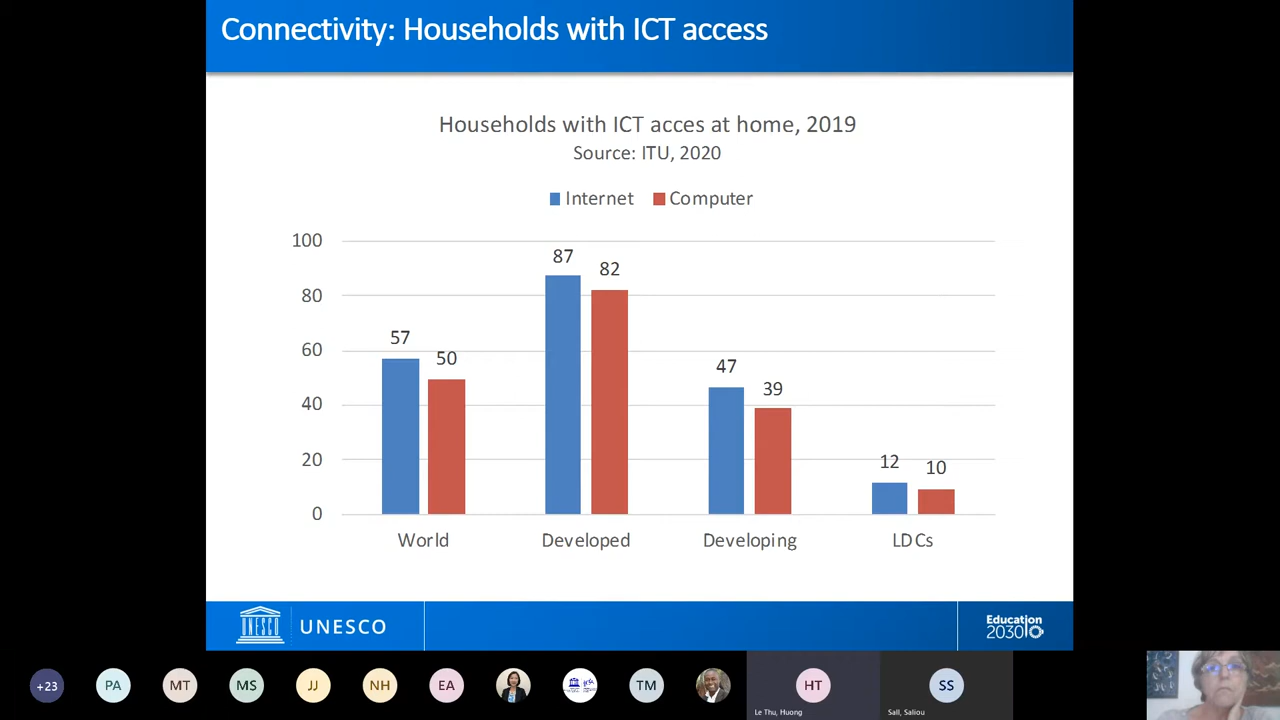 Connectivity: Households with ICT access
Households with ICT acces at home, 2019
Source: ITU, 2020
Internet Computer
100
80
60
40
20
0
57
50
87
82
47
39
12
10
World Developed Developing LDCs
UNESCO
UNESCO
Education
2030
+23 PA MT MS JJ NH EA TM HT SS
Le Thu, Huong Sall, Saliou